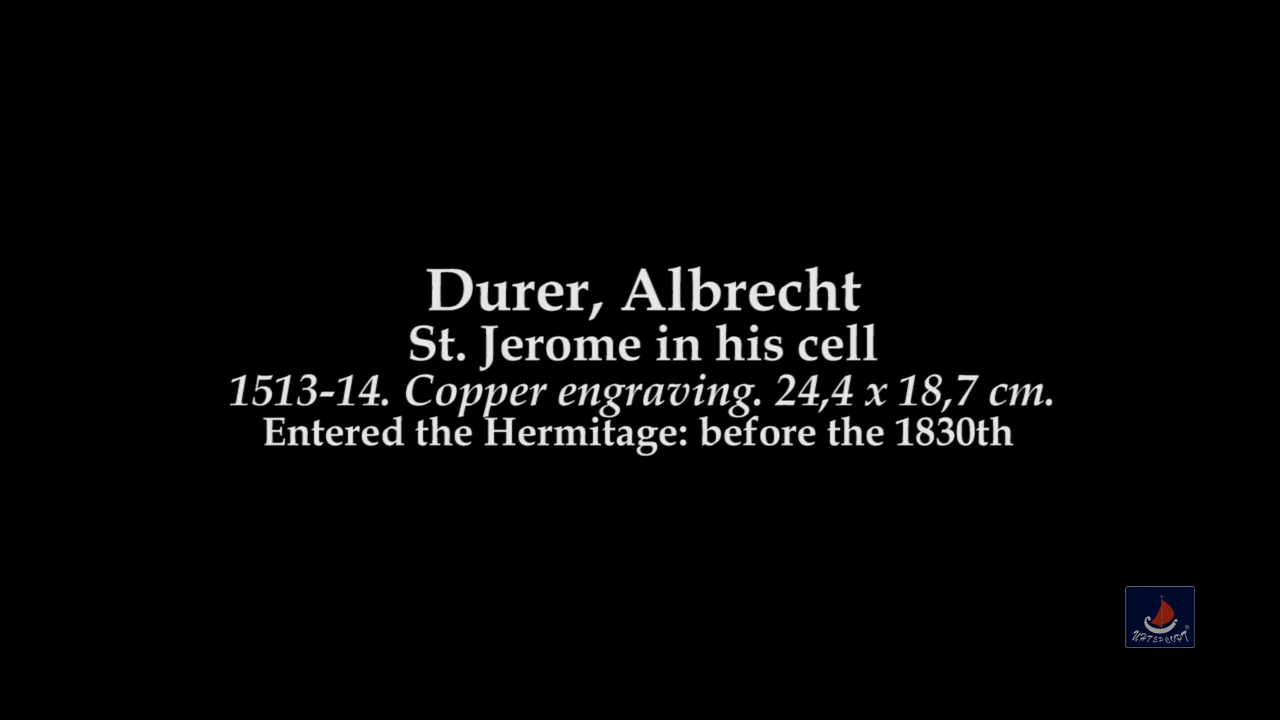 Durer, Albrecht
St. Jerome in his cell
1513-14. Copper engraving. 24,4 x 18,7 cm.
Entered the Hermitage: before the 1830th